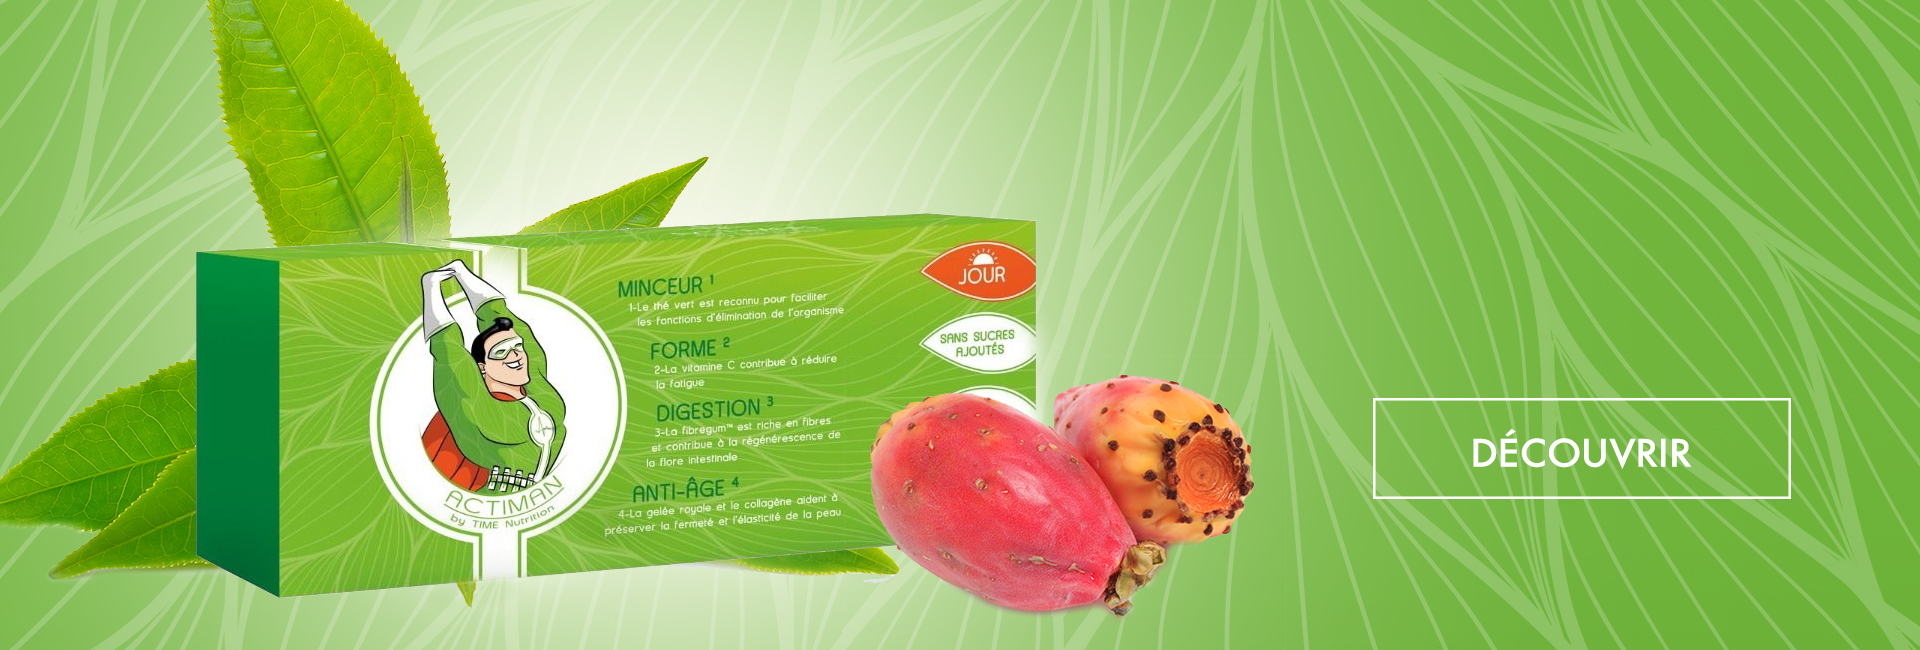 MINCEUR 1
1-Le thé vert est reconnu pour faciliter
les fonctions d'élimination de l'organisme
FORME 2
2-La vitamine C contribue à réduire
la fatigue
DIGESTION 3
3-La fibregum™ est riche en fibres
et contribue à la régénérescence de
la flore intestinale
ANTI-ÂGE 4
4-La gelée royale et le collagène aident à
préserver la fermeté et l'élasticité de la peau
ACTIMAN
by TIME Nutrition
JOUR
SANS SUCRES
AJOUTÉS
DÉCOUVRIR